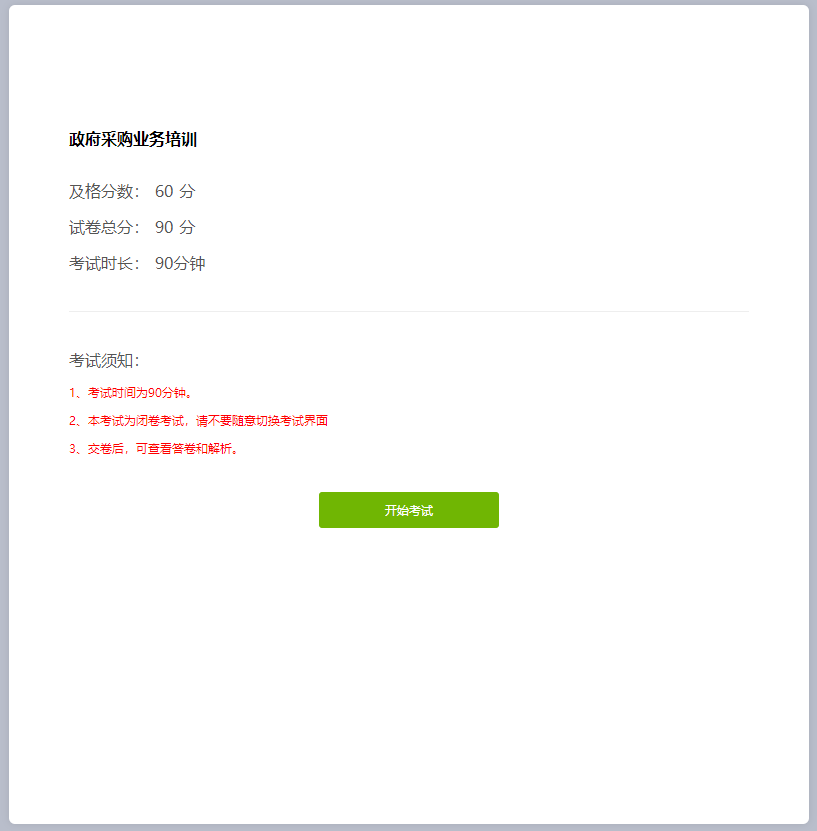 政府采购业务培训
及格分数： 60 分
试卷总分： 90 分
考试时长： 90分钟
考试须知：
1、考试时间为90分钟。
2、本考试为闭卷考试，请不要随意切换考试界面
3、交卷后，可查看答卷和解析。
开始考试